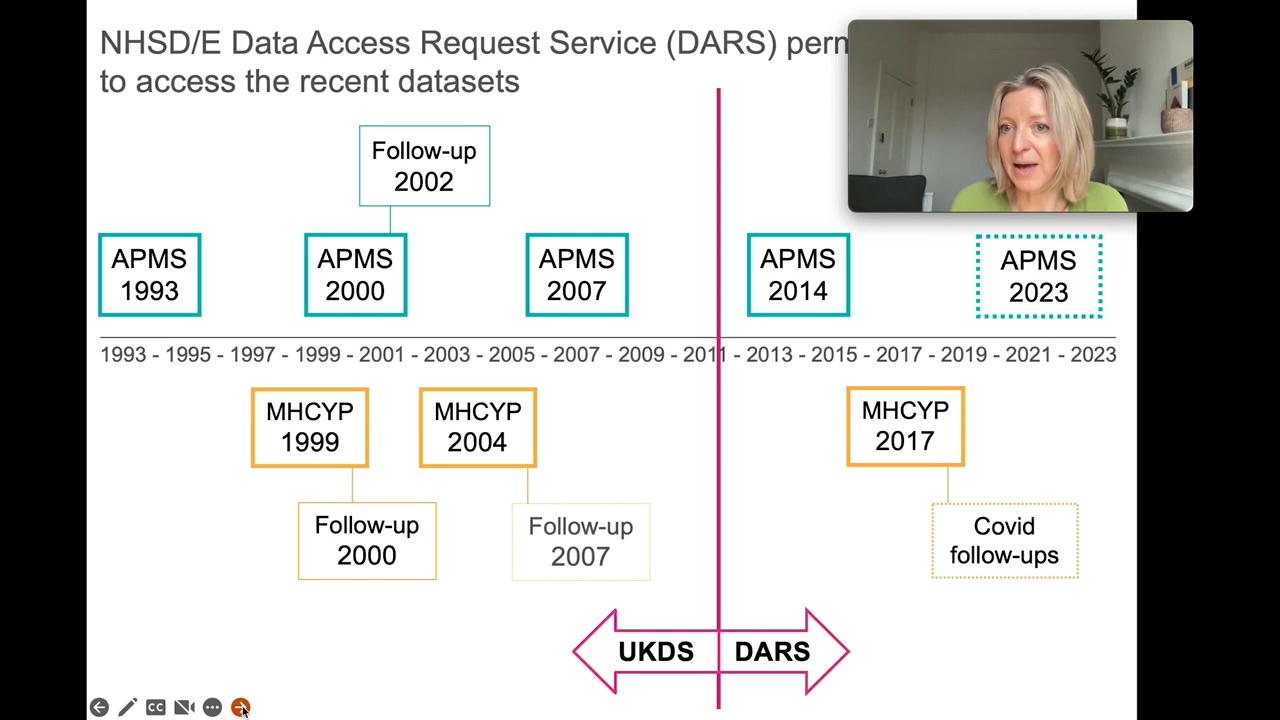 NHSD/E Data Access Request Service (DARS)
to access the recent datasets
Follow-up
2002
APMS
1993
APMS
2000
APMS
2007
APMS
2014
APMS
2023
1993 - 1995 - 1997 - 1999 - 2001 - 2003 - 2005 - 2007 - 2009 - 2011 - 2013 - 2015 - 2017 - 2019 - 2021 - 2023
MHCYP
1999
MHCYP
2004
MHCYP
2017
Follow-up
2000
Follow-up
2007
Covid
follow-ups
UKDS
DARS
CC